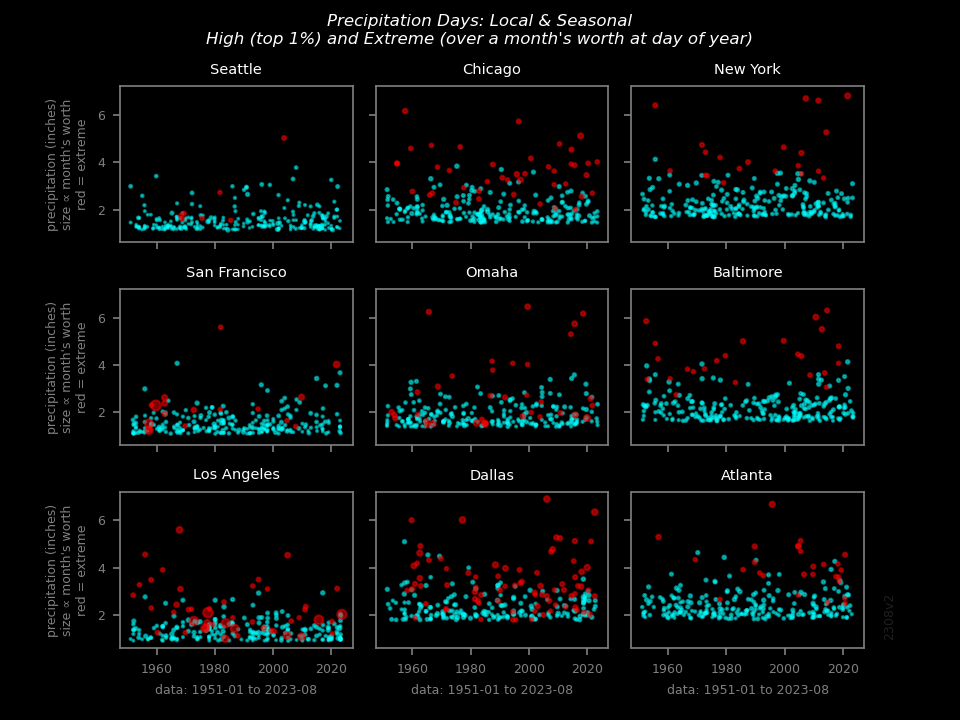 Precipitation Days: Local & Seasonal
High (top 1%) and Extreme (over a month's worth at day of year)
Seattle
Chicago
New York
precipitation (inches)
size ∝ month's worth
red = extreme
6
4
2
San Francisco
Omaha
Baltimore
precipitation (inches)
size ∝ month's worth
red = extreme
6
4
2
Los Angeles
Dallas
Atlanta
precipitation (inches)
size ∝ month's worth
red = extreme
6
4
2
1960 1980 2000 2020
1960 1980 2000 2020
1960 1980 2000 2020
data: 1951-01 to 2023-08
data: 1951-01 to 2023-08
data: 1951-01 to 2023-08
2308v2